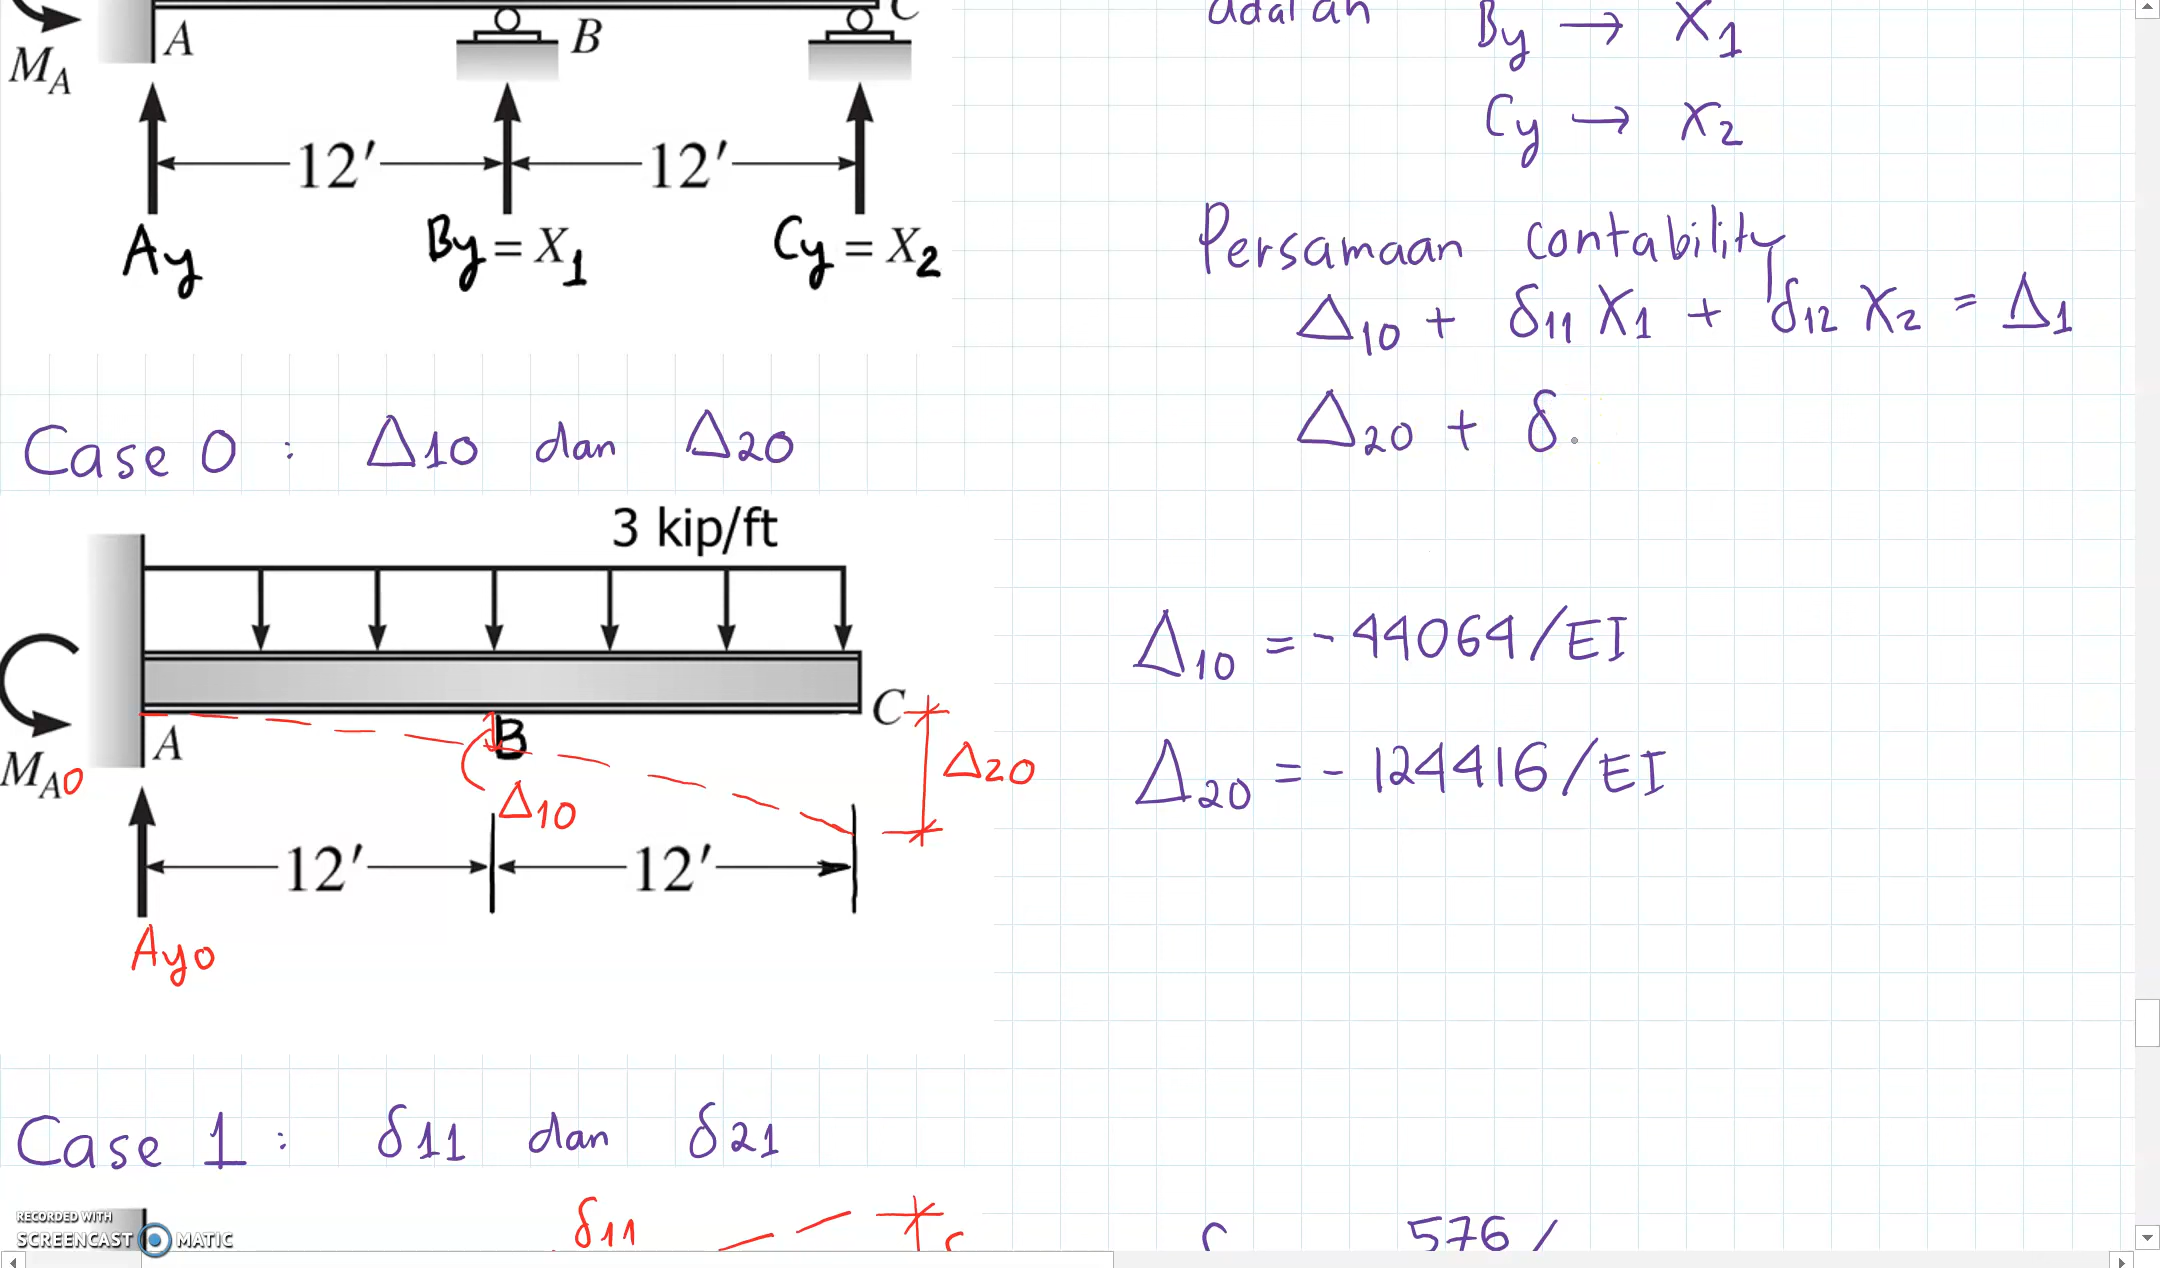 MA
A
B
C
12'
12'
Ay
By = X1
Cy = X2
Case 0 : Δ10 dan Δ20
3 kip/ft
C
B
A
MA0
Δ10
Δ20
12'
12'
Ay0
Case 1 : δ11 dan δ21
δ11
RECORDED WITH
SCREENCAST MATIC
adalah
By → X1
Cy → X2
Persamaan contability
Δ10 + δ11 X1 + δ12 X2 = Δ1
Δ20 + δ
Δ10 = - 44064/EI
Δ20 = - 124416/EI
576/